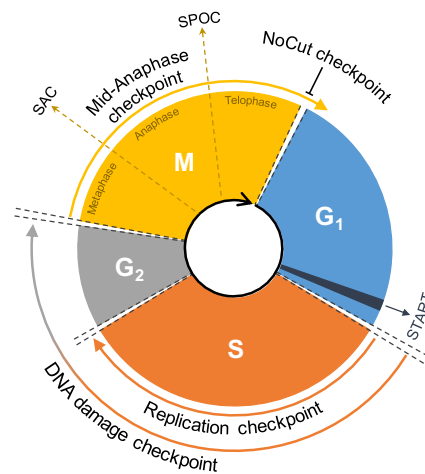 SPOC
NoCut checkpoint
SAC
Mid-Anaphase
checkpoint
Telophase
Anaphase
Metaphase
M
G₁
G₂
START
S
Replication checkpoint
DNA damage checkpoint